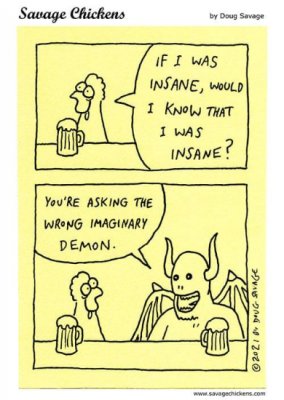 Savage Chickens
by Doug Savage
IF I WAS
INSANE, WOULD
I KNOW THAT
I WAS
INSANE?
YOU'RE ASKING THE
WRONG IMAGINARY
DEMON.
©2021 BY DOUG SAVAGE
www.savagechickens.com